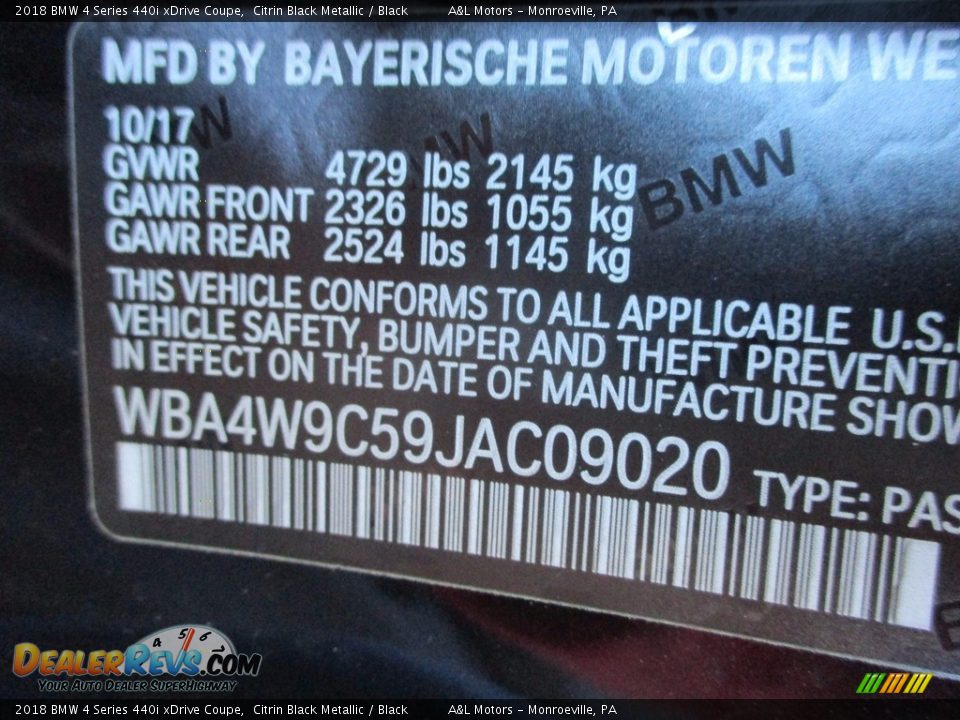 2018 BMW 4 Series 440i xDrive Coupe, Citrin Black Metallic / Black A&L Motors - Monroeville, PA
MFD BY BAYERISCHE MOTOREN WE
10/17
GVWR 4729 lbs 2145 kg
GAWR FRONT 2326 lbs 1055 kg
GAWR REAR 2524 lbs 1145 kg
BMW
THIS VEHICLE CONFORMS TO ALL APPLICABLE U.S.
VEHICLE SAFETY, BUMPER AND THEFT PREVENTI
IN EFFECT ON THE DATE OF MANUFACTURE SHOW
WBA4W9C59JAC09020 TYPE: PAS
4 5 6
DEALERREVS.COM
YOUR AUTO DEALER SUPERHIGHWAY
2018 BMW 4 Series 440i xDrive Coupe, Citrin Black Metallic / Black A&L Motors - Monroeville, PA